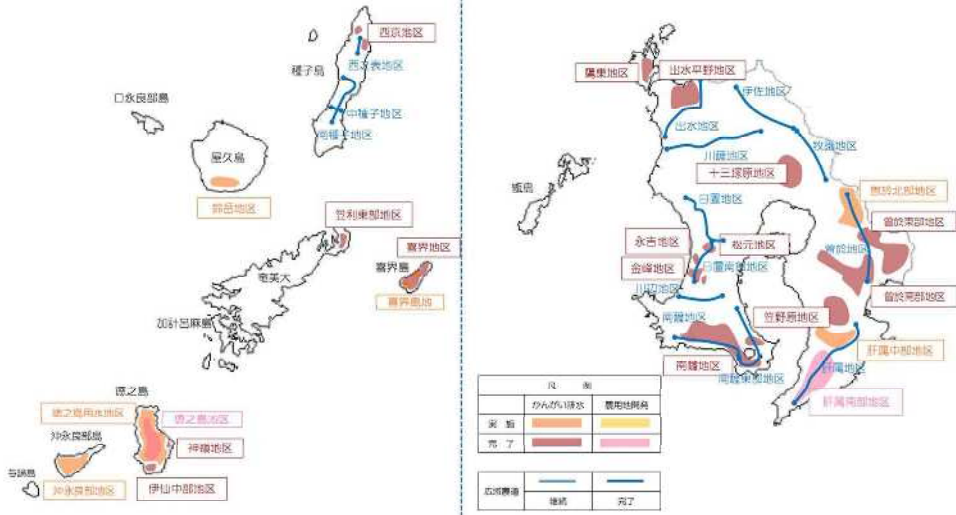 西京地区
種子島
西之表地区
口永良部島
中種子地区
南種子地区
屋久島
鈴岳地区
笠利東部地区
喜界地区
奄美大
喜界島
喜界島地
加計呂麻島
徳之島
徳之島用水地区
徳之島地区
沖永良部島
神嶺地区
与論島
沖永良部地区
伊仙中部地区
鷹東地区
出水平野地区
伊佐地区
出水地区
牧園地区
川薩地区
十三塚原地区
甑島
曽於北部地区
日置地区
曽於東部地区
永吉地区
松元地区
曽於地区
金峰地区
日置南部地区
川辺地区
曽於南部地区
笠野原地区
南薩地区
肝属中部地区
南薩地区
肝属地区
南薩東部地区
肝属南部地区
凡 例
かんがい排水
農用地開発
実 施
完 了
広域農道
継続
完了